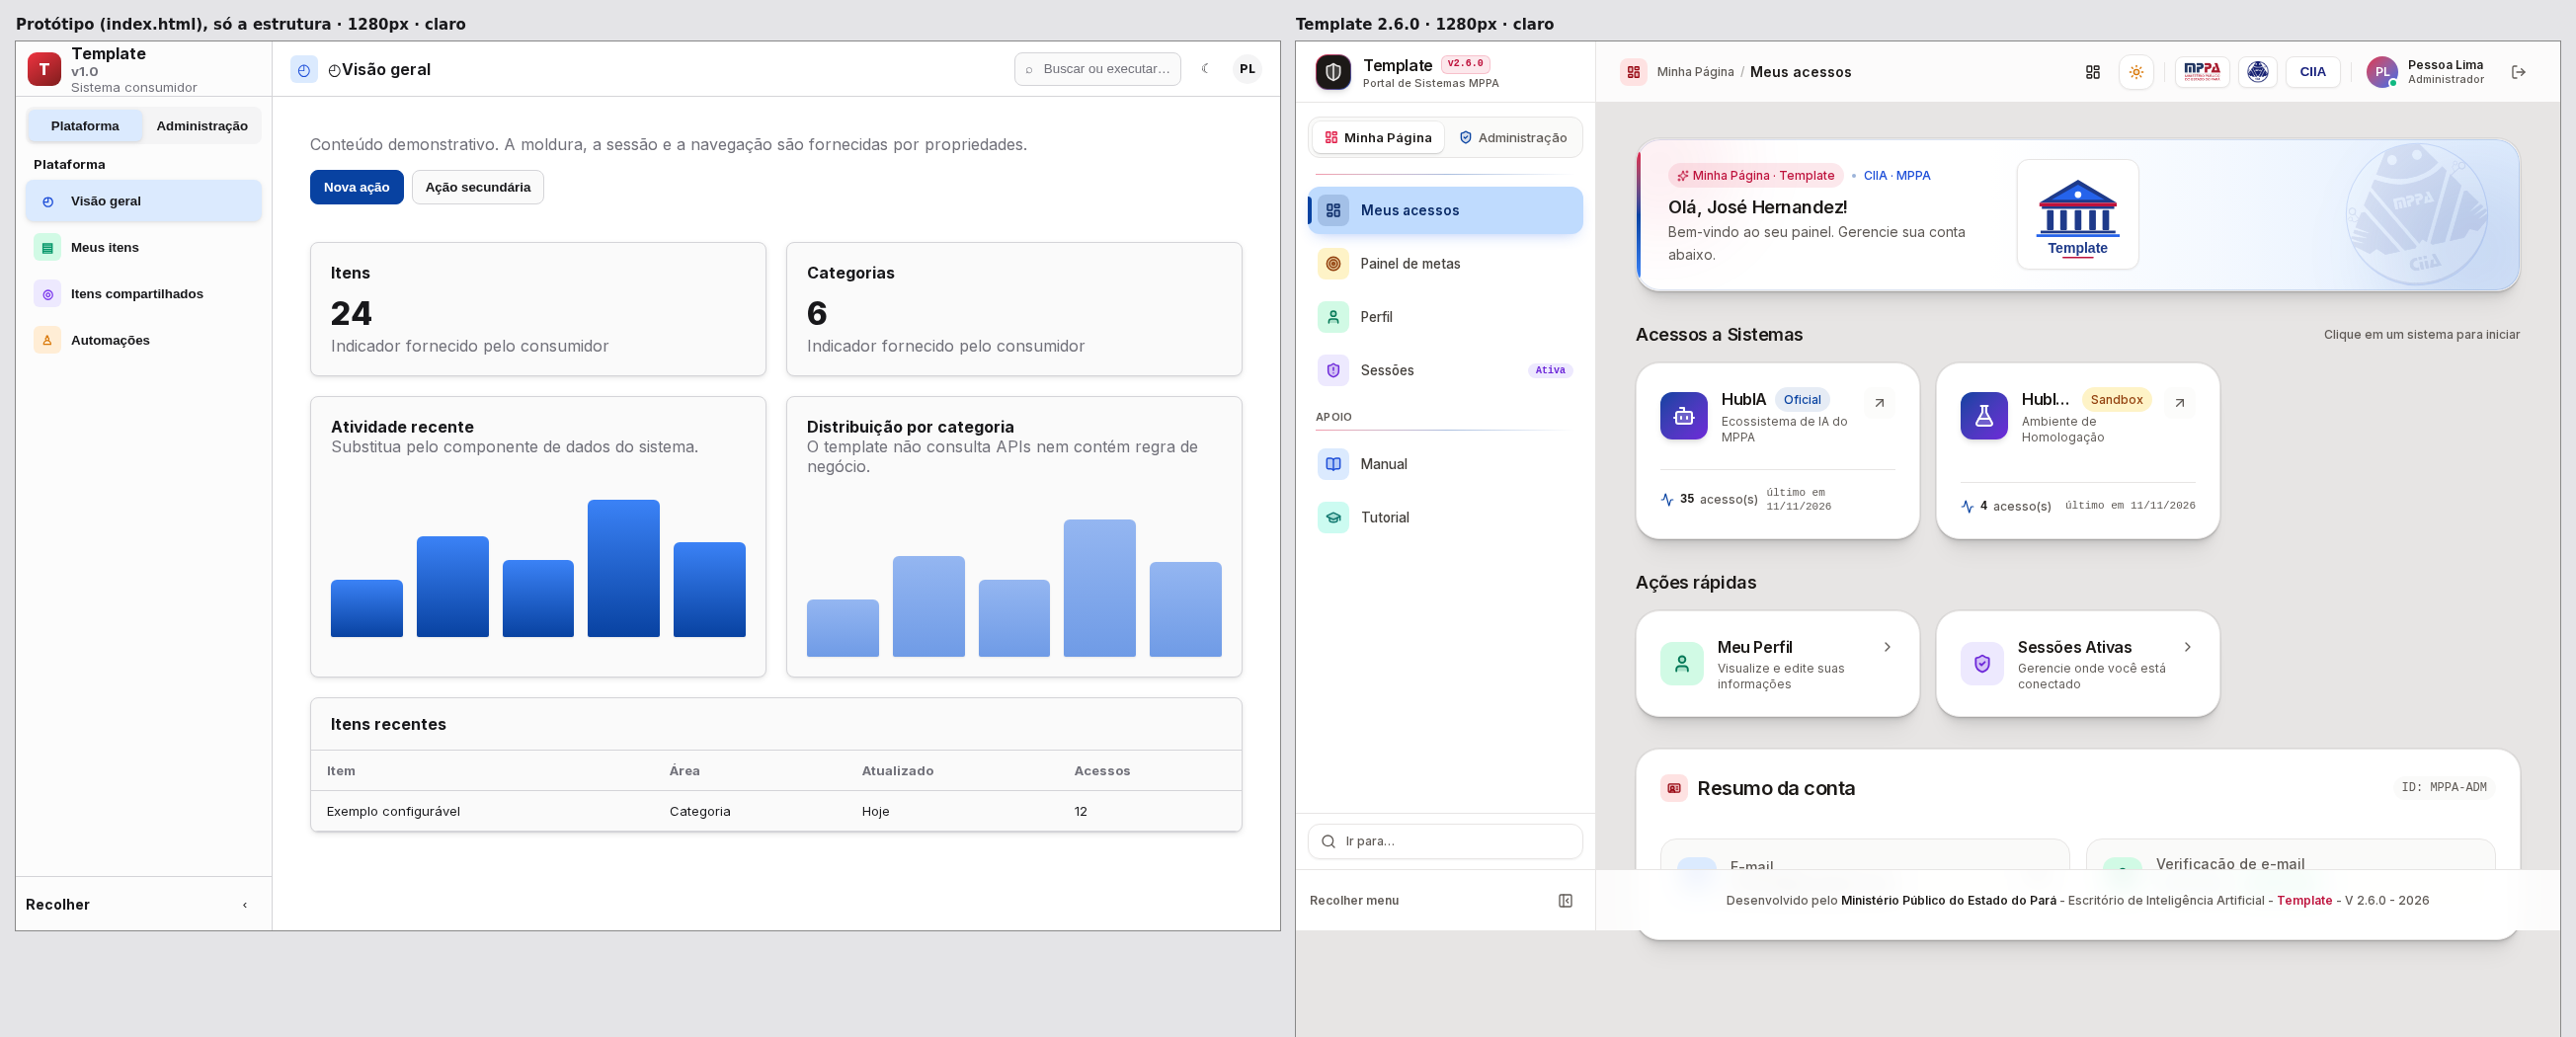 Protótipo (index.html), só a estrutura · 1280px · claro
T
Template
v1.0
Sistema consumidor
Visão geral
Buscar ou executar…
PL
Plataforma
Administração
Plataforma
Visão geral
Meus itens
Itens compartilhados
Automações
Recolher
Conteúdo demonstrativo. A moldura, a sessão e a navegação são fornecidas por propriedades.
Nova ação
Ação secundária
Itens
24
Indicador fornecido pelo consumidor
Categorias
6
Indicador fornecido pelo consumidor
Atividade recente
Substitua pelo componente de dados do sistema.
Distribuição por categoria
O template não consulta APIs nem contém regra de
negócio.
Itens recentes
Item Área Atualizado Acessos
Exemplo configurável Categoria Hoje 12
Template 2.6.0 · 1280px · claro
Template
v2.6.0
Portal de Sistemas MPPA
Minha Página / Meus acessos
MPPA
CIIA
PL
Pessoa Lima
Administrador
Minha Página
Administração
Meus acessos
Painel de metas
Perfil
Sessões
Ativa
APOIO
Manual
Tutorial
Ir para…
Recolher menu
Minha Página · Template
CIIA · MPPA
Olá, José Hernandez!
Bem-vindo ao seu painel. Gerencie sua conta
abaixo.
Template
MPPA
CiiA
Acessos a Sistemas
Clique em um sistema para iniciar
HubIA
Oficial
Ecossistema de IA do
MPPA
35 acesso(s)
último em
11/11/2026
HubI…
Sandbox
Ambiente de
Homologação
4 acesso(s)
último em 11/11/2026
Ações rápidas
Meu Perfil
Visualize e edite suas
informações
Sessões Ativas
Gerencie onde você está
conectado
Resumo da conta
ID: MPPA-ADM
E-mail
Verificação de e-mail
Desenvolvido pelo Ministério Público do Estado do Pará - Escritório de Inteligência Artificial - Template - V 2.6.0 - 2026